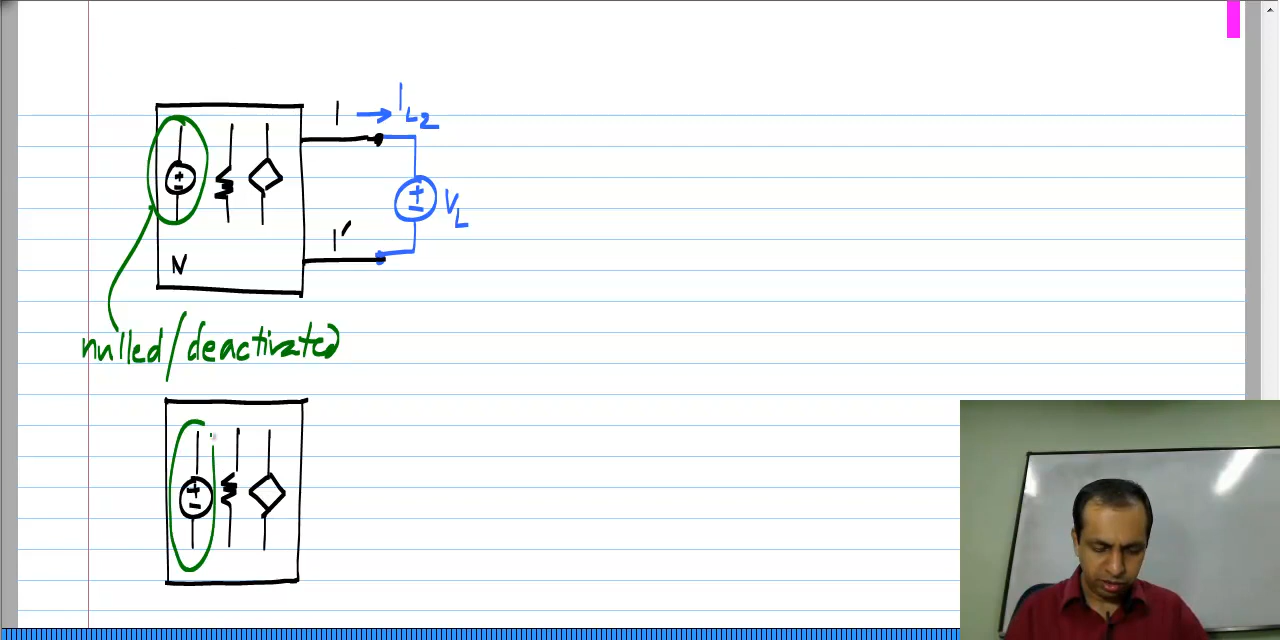 1 → I_L2
+
-
+
-
V_L
1'
N
nulled/deactivated
+
-